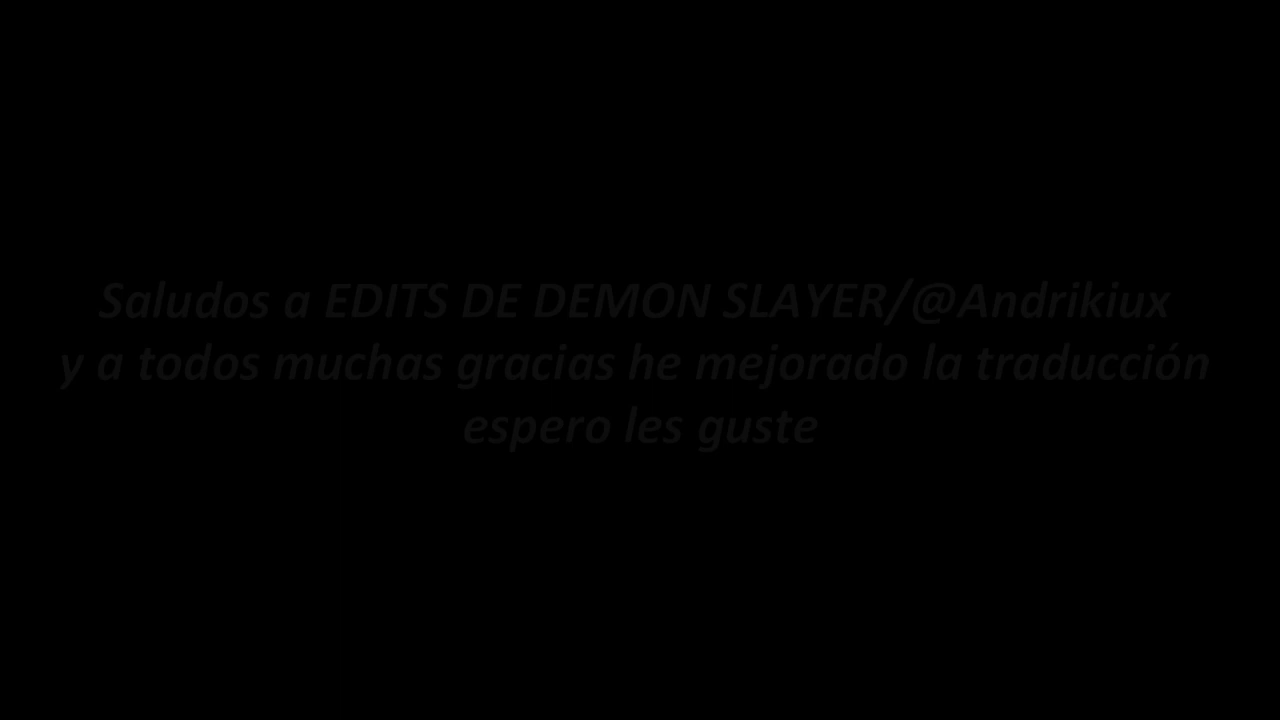 Saludos a EDITS DE DEMON SLAYER/@Andrikiux
y a todos muchas gracias he mejorado la traducción
espero les guste